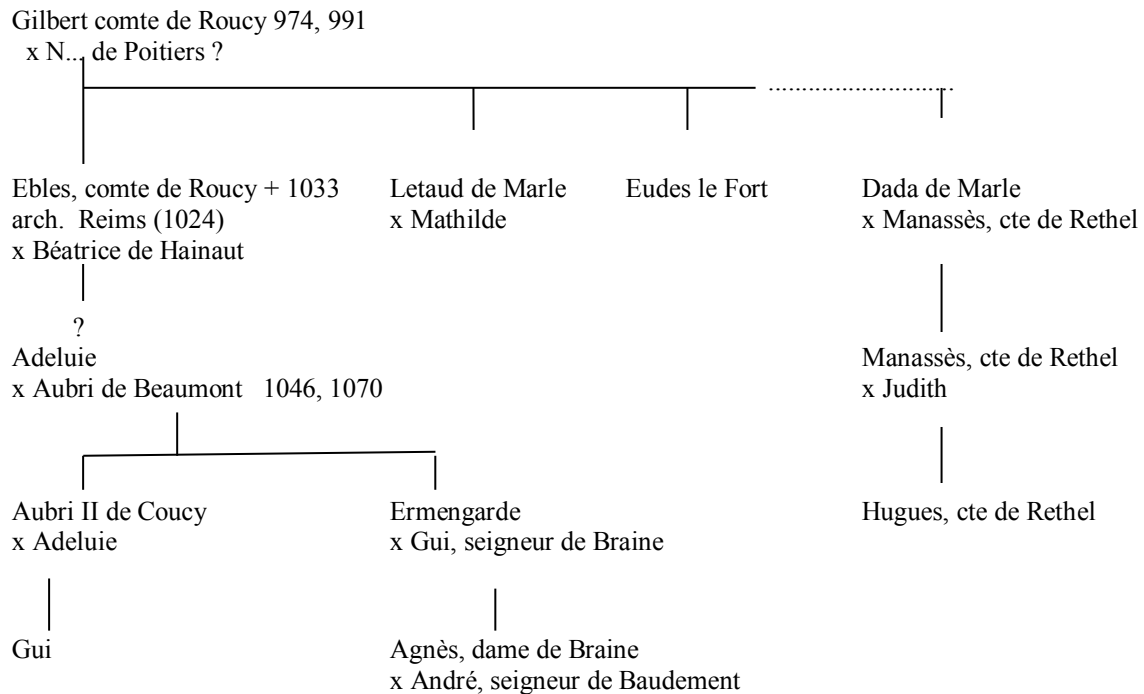 Gilbert comte de Roucy 974, 991
x N... de Poitiers ?
Ebles, comte de Roucy + 1033
arch. Reims (1024)
x Béatrice de Hainaut
Letaud de Marle
x Mathilde
Eudes le Fort
Dada de Marle
x Manassès, cte de Rethel
?
Adeluie
x Aubri de Beaumont 1046, 1070
Manassès, cte de Rethel
x Judith
Aubri II de Coucy
x Adeluie
Ermengarde
x Gui, seigneur de Braine
Hugues, cte de Rethel
Gui
Agnès, dame de Braine
x André, seigneur de Baudement